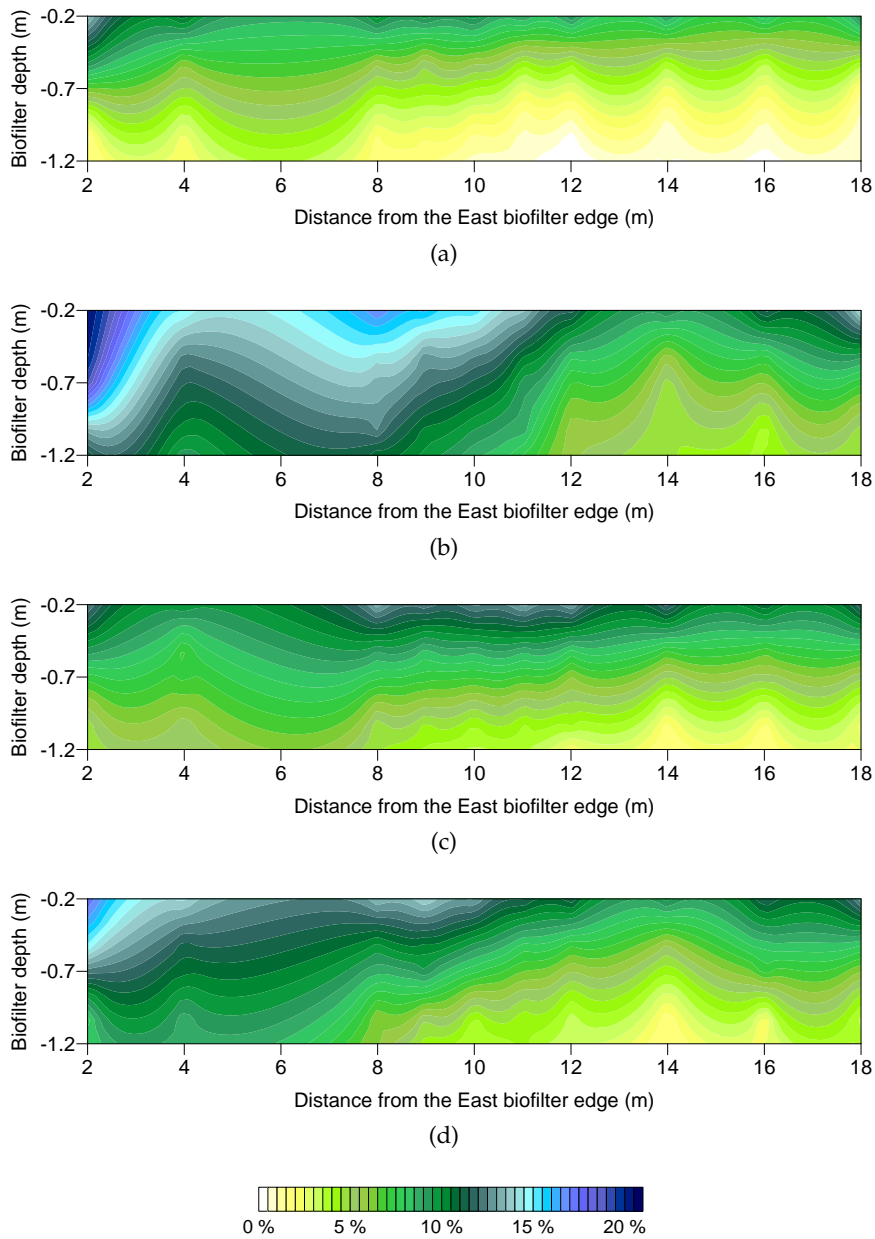 -0.2
-0.7
-1.2
Biofilter depth (m)
2 4 6 8 10 12 14 16 18
Distance from the East biofilter edge (m)
(a)
-0.2
-0.7
-1.2
Biofilter depth (m)
2 4 6 8 10 12 14 16 18
Distance from the East biofilter edge (m)
(b)
-0.2
-0.7
-1.2
Biofilter depth (m)
2 4 6 8 10 12 14 16 18
Distance from the East biofilter edge (m)
(c)
-0.2
-0.7
-1.2
Biofilter depth (m)
2 4 6 8 10 12 14 16 18
Distance from the East biofilter edge (m)
(d)
0 % 5 % 10 % 15 % 20 %